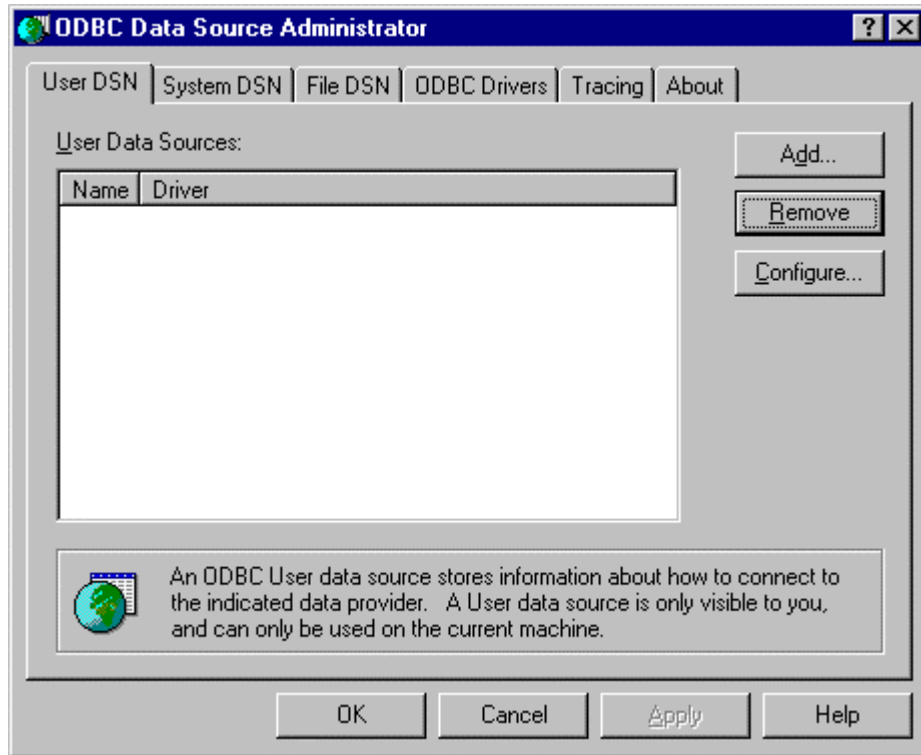 ODBC Data Source Administrator
User DSN System DSN File DSN ODBC Drivers Tracing About
User Data Sources:
Add...
Name Driver
Remove
Configure...
An ODBC User data source stores information about how to connect to
the indicated data provider. A User data source is only visible to you,
and can only be used on the current machine.
OK Cancel Apply Help